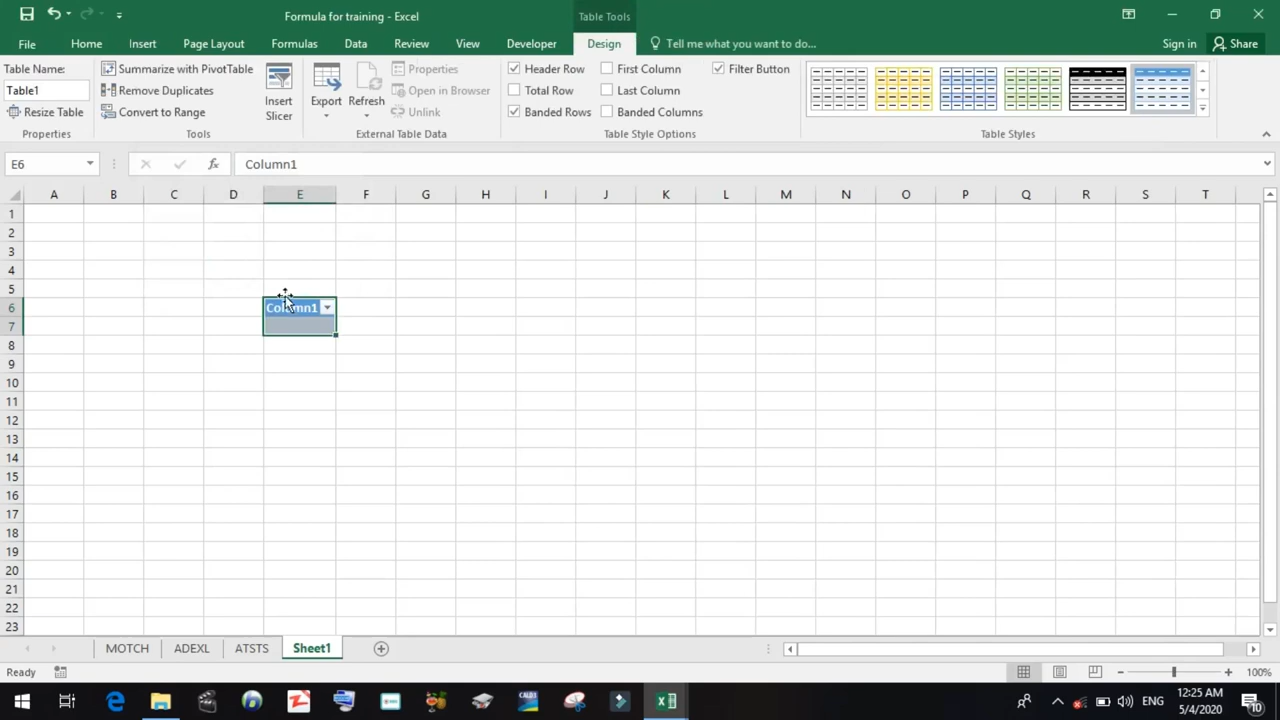 Formula for training - Excel
Table Tools
File Home Insert Page Layout Formulas Data Review View Developer Design Tell me what you want to do... Sign in Share
Table Name:
Table1
Resize Table
Properties
Summarize with PivotTable
Remove Duplicates
Convert to Range
Tools
Insert
Slicer
Export
Refresh
Properties
Open in Browser
Unlink
External Table Data
Header Row
Total Row
Banded Rows
First Column
Last Column
Banded Columns
Filter Button
Table Style Options
Table Styles
E6
fx
Column1
A B C D E F G H I J K L M N O P Q R S T
1
2
3
4
5
6 Column1
7
8
9
10
11
12
13
14
15
16
17
18
19
20
21
22
23
MOTCH ADEXL ATSTS Sheet1
Ready
100%
CALDI
12:25 AM
ENG
5/4/2020
10